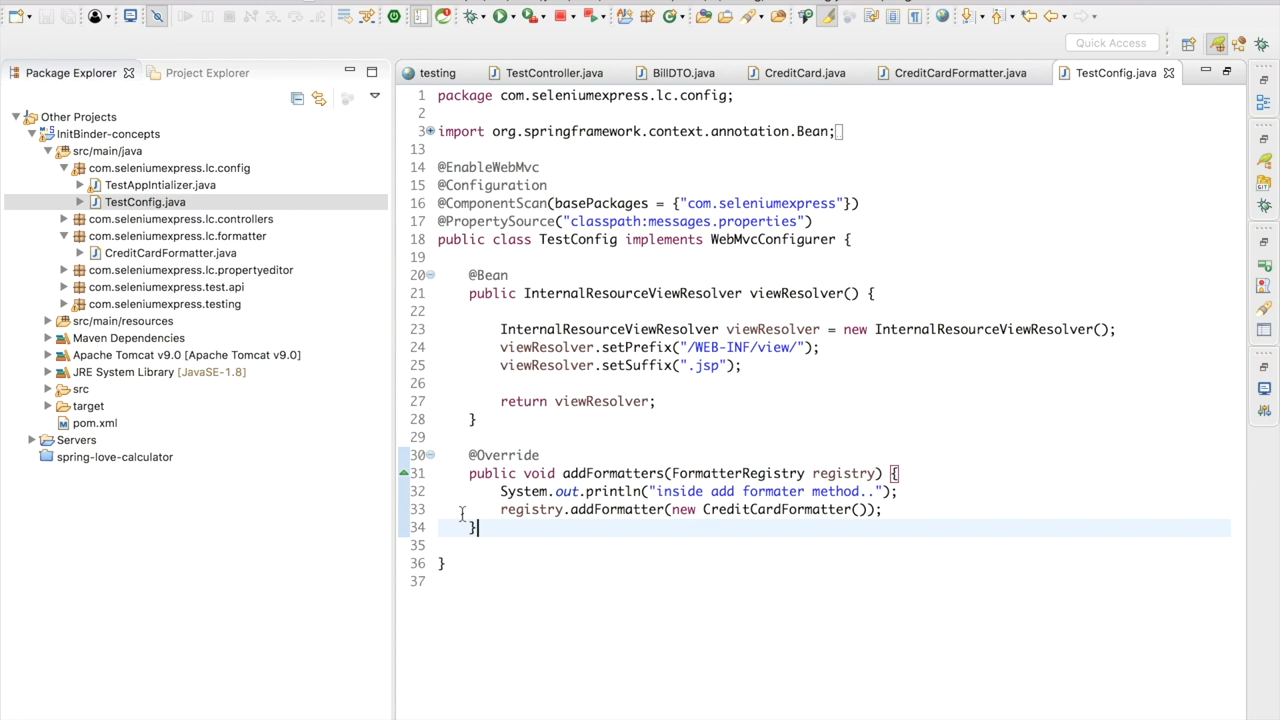 Quick Access
Package Explorer
Project Explorer
testing
TestController.java
BillDTO.java
CreditCard.java
CreditCardFormatter.java
TestConfig.java
Other Projects
InitBinder-concepts
src/main/java
com.seleniumexpress.lc.config
TestAppIntializer.java
TestConfig.java
com.seleniumexpress.lc.controllers
com.seleniumexpress.lc.formatter
CreditCardFormatter.java
com.seleniumexpress.lc.propertyeditor
com.seleniumexpress.test.api
com.seleniumexpress.testing
src/main/resources
Maven Dependencies
Apache Tomcat v9.0 [Apache Tomcat v9.0]
JRE System Library [JavaSE-1.8]
src
target
pom.xml
Servers
spring-love-calculator
1 package com.seleniumexpress.lc.config;
2
3 import org.springframework.context.annotation.Bean;
13
14 @EnableWebMvc
15 @Configuration
16 @ComponentScan(basePackages = {"com.seleniumexpress"})
17 @PropertySource("classpath:messages.properties")
18 public class TestConfig implements WebMvcConfigurer {
19
20 @Bean
21 public InternalResourceViewResolver viewResolver() {
22
23 InternalResourceViewResolver viewResolver = new InternalResourceViewResolver();
24 viewResolver.setPrefix("/WEB-INF/view/");
25 viewResolver.setSuffix(".jsp");
26
27 return viewResolver;
28 }
29
30 @Override
31 public void addFormatters(FormatterRegistry registry) {
32 System.out.println("inside add formater method..");
33 registry.addFormatter(new CreditCardFormatter());
34 }
35
36 }
37